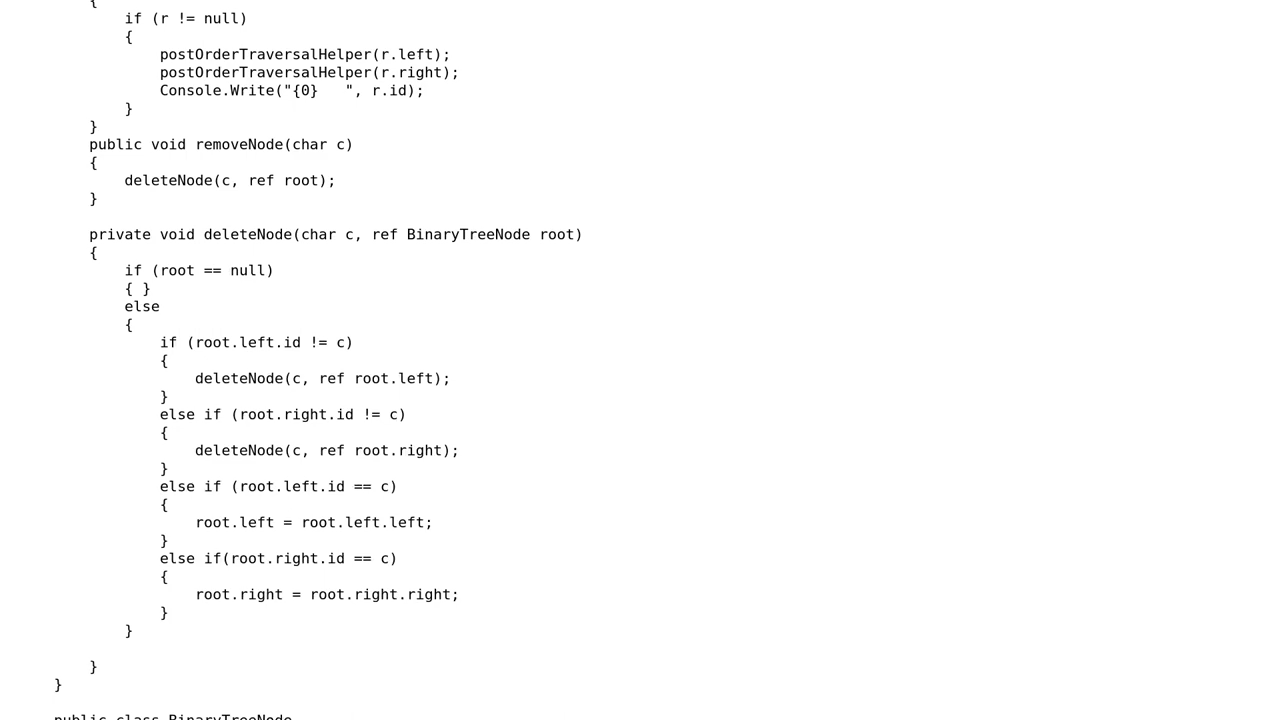 {
if (r != null)
{
postOrderTraversalHelper(r.left);
postOrderTraversalHelper(r.right);
Console.Write("{0}   ", r.id);
}
}
public void removeNode(char c)
{
deleteNode(c, ref root);
}
private void deleteNode(char c, ref BinaryTreeNode root)
{
if (root == null)
{ }
else
{
if (root.left.id != c)
{
deleteNode(c, ref root.left);
}
else if (root.right.id != c)
{
deleteNode(c, ref root.right);
}
else if (root.left.id == c)
{
root.left = root.left.left;
}
else if(root.right.id == c)
{
root.right = root.right.right;
}
}
}
}
public class BinaryTreeNode